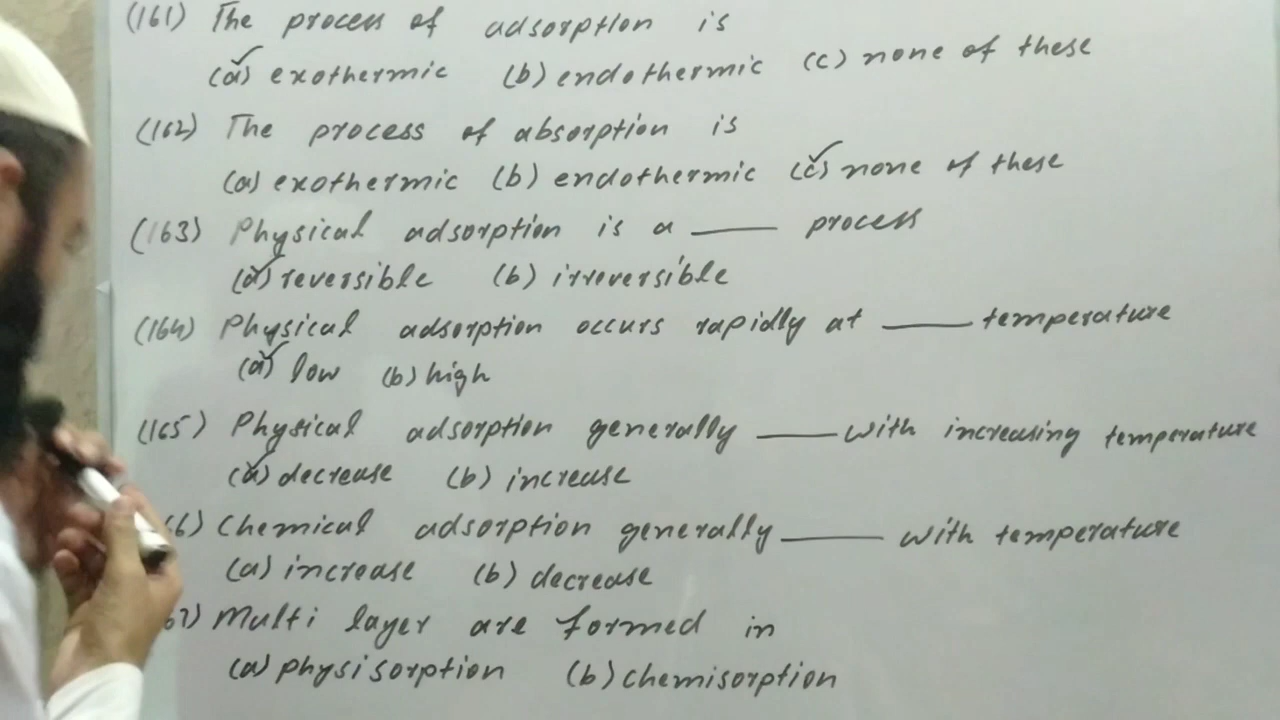 (161) The process of adsorption is
(a) exothermic (b) endothermic (c) none of these
(162) The process of absorption is
(a) exothermic (b) endothermic (c) none of these
(163) Physical adsorption is a ____ process
(a) reversible (b) irreversible
(164) Physical adsorption occurs rapidly at ____ temperature
(a) low (b) high
(165) Physical adsorption generally ____ with increasing temperature
(a) decrease (b) increase
6) Chemical adsorption generally ____ with temperature
(a) increase (b) decrease
67) Multi layer are formed in
(a) physisorption (b) chemisorption